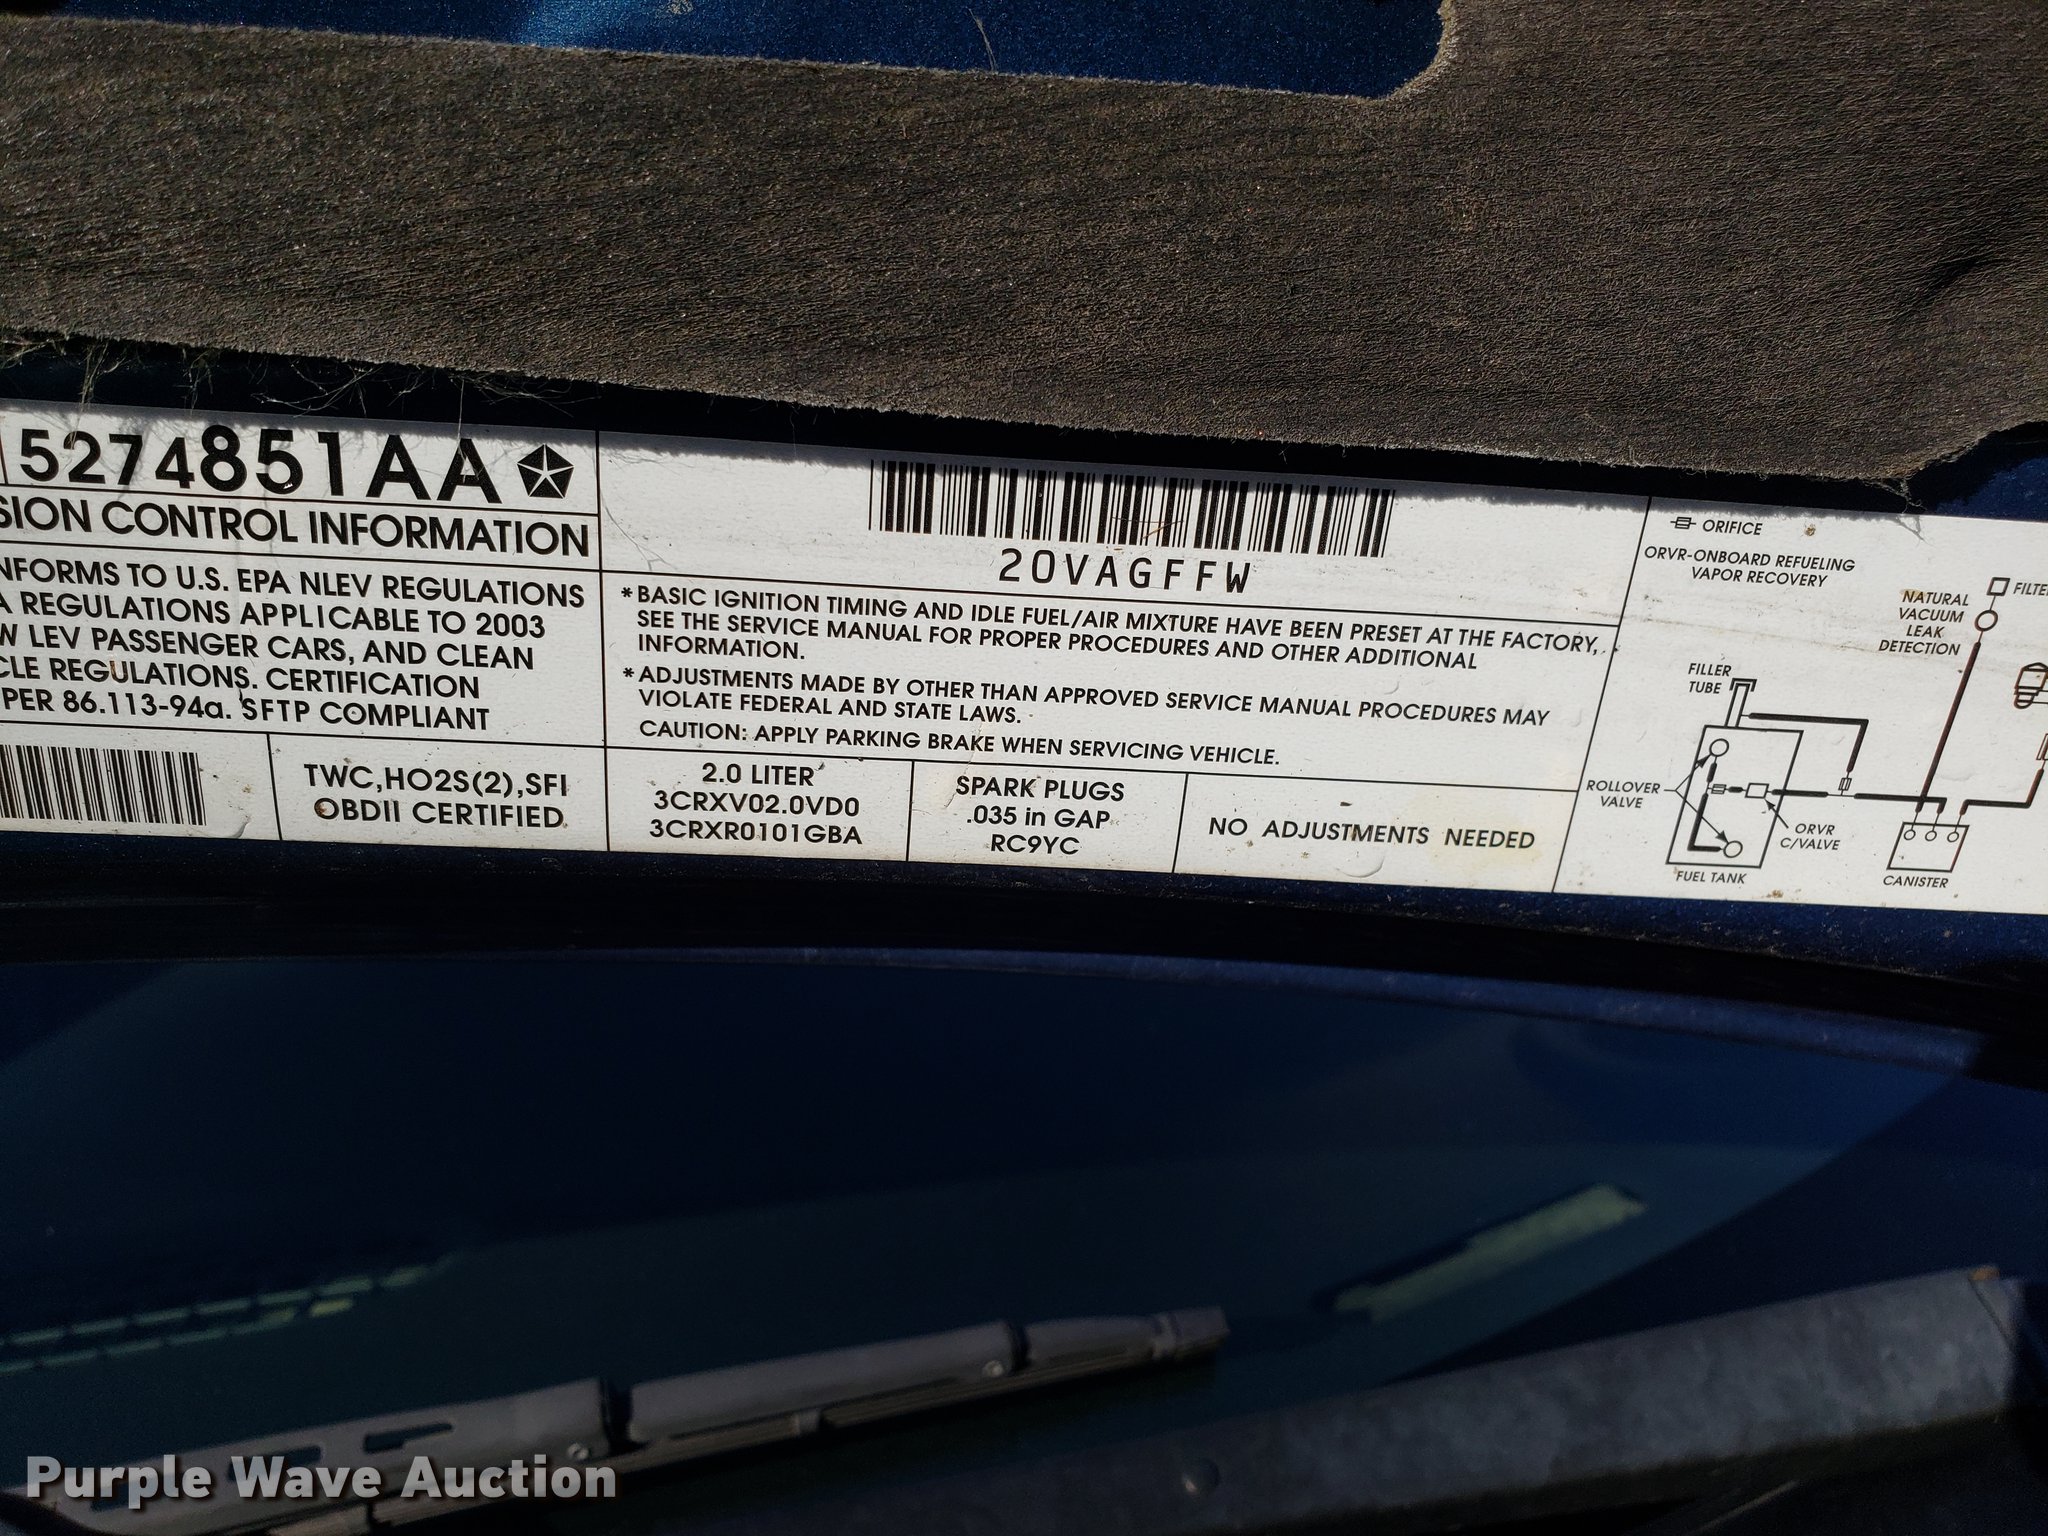 5274851AA
SION CONTROL INFORMATION
NFORMS TO U.S. EPA NLEV REGULATIONS
A REGULATIONS APPLICABLE TO 2003
W LEV PASSENGER CARS, AND CLEAN
CLE REGULATIONS. CERTIFICATION
PER 86.113-94a. SFTP COMPLIANT
TWC,HO2S(2),SFI
OBDII CERTIFIED
20VAGFFW
* BASIC IGNITION TIMING AND IDLE FUEL/AIR MIXTURE HAVE BEEN PRESET AT THE FACTORY,
SEE THE SERVICE MANUAL FOR PROPER PROCEDURES AND OTHER ADDITIONAL
INFORMATION.
* ADJUSTMENTS MADE BY OTHER THAN APPROVED SERVICE MANUAL PROCEDURES MAY
VIOLATE FEDERAL AND STATE LAWS.
CAUTION: APPLY PARKING BRAKE WHEN SERVICING VEHICLE.
2.0 LITER
3CRXV02.0VD0
3CRXR0101GBA
SPARK PLUGS
.035 in GAP
RC9YC
NO ADJUSTMENTS NEEDED
ORIFICE
ORVR-ONBOARD REFUELING
VAPOR RECOVERY
NATURAL
VACUUM
LEAK
DETECTION
FILTE
FILLER
TUBE
ROLLOVER
VALVE
ORVR
C/VALVE
FUEL TANK
CANISTER
Purple Wave Auction